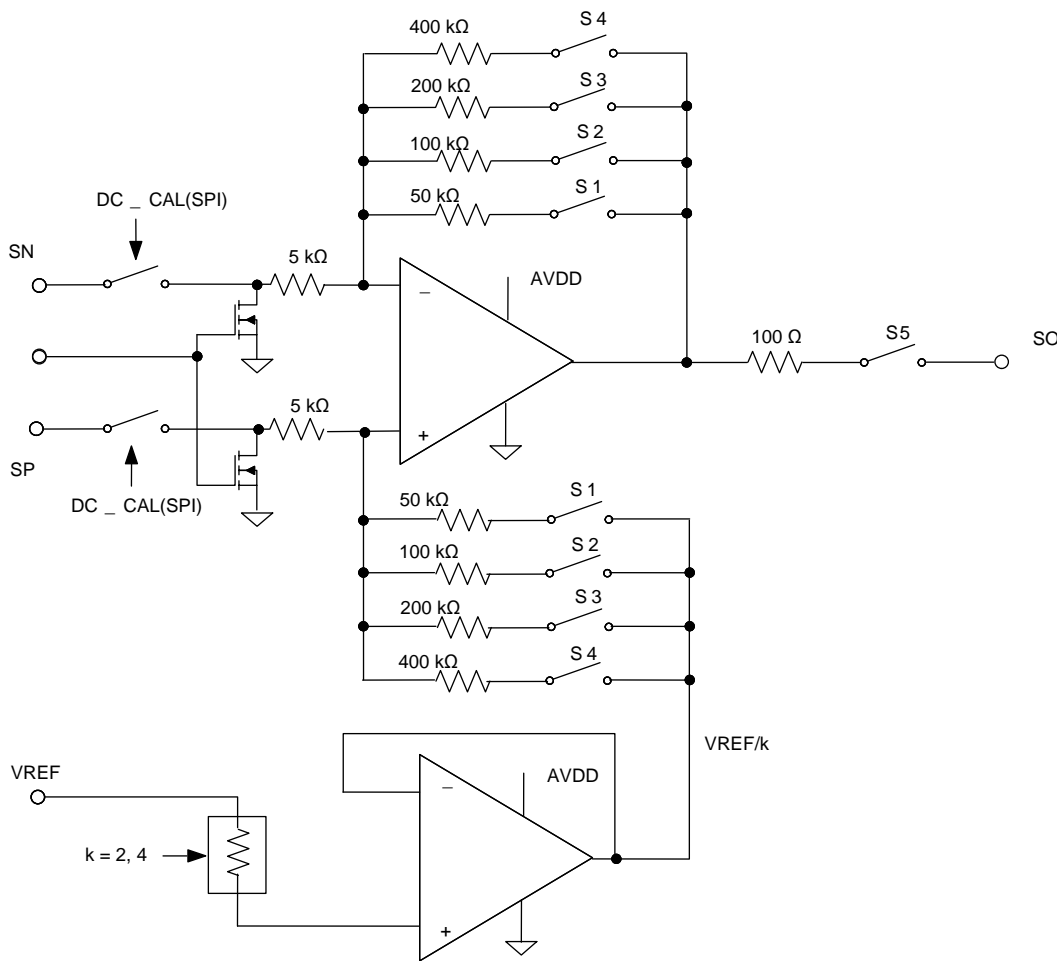 S 4
400 kΩ
S 3
200 kΩ
S 2
100 kΩ
S 1
50 kΩ
DC _ CAL(SPI)
SN
5 kΩ
AVDD
−
100 Ω
S5
SO
5 kΩ
+
SP
DC _ CAL(SPI)
S 1
50 kΩ
S 2
100 kΩ
S 3
200 kΩ
S 4
400 kΩ
VREF/k
VREF
AVDD
−
k = 2, 4
+